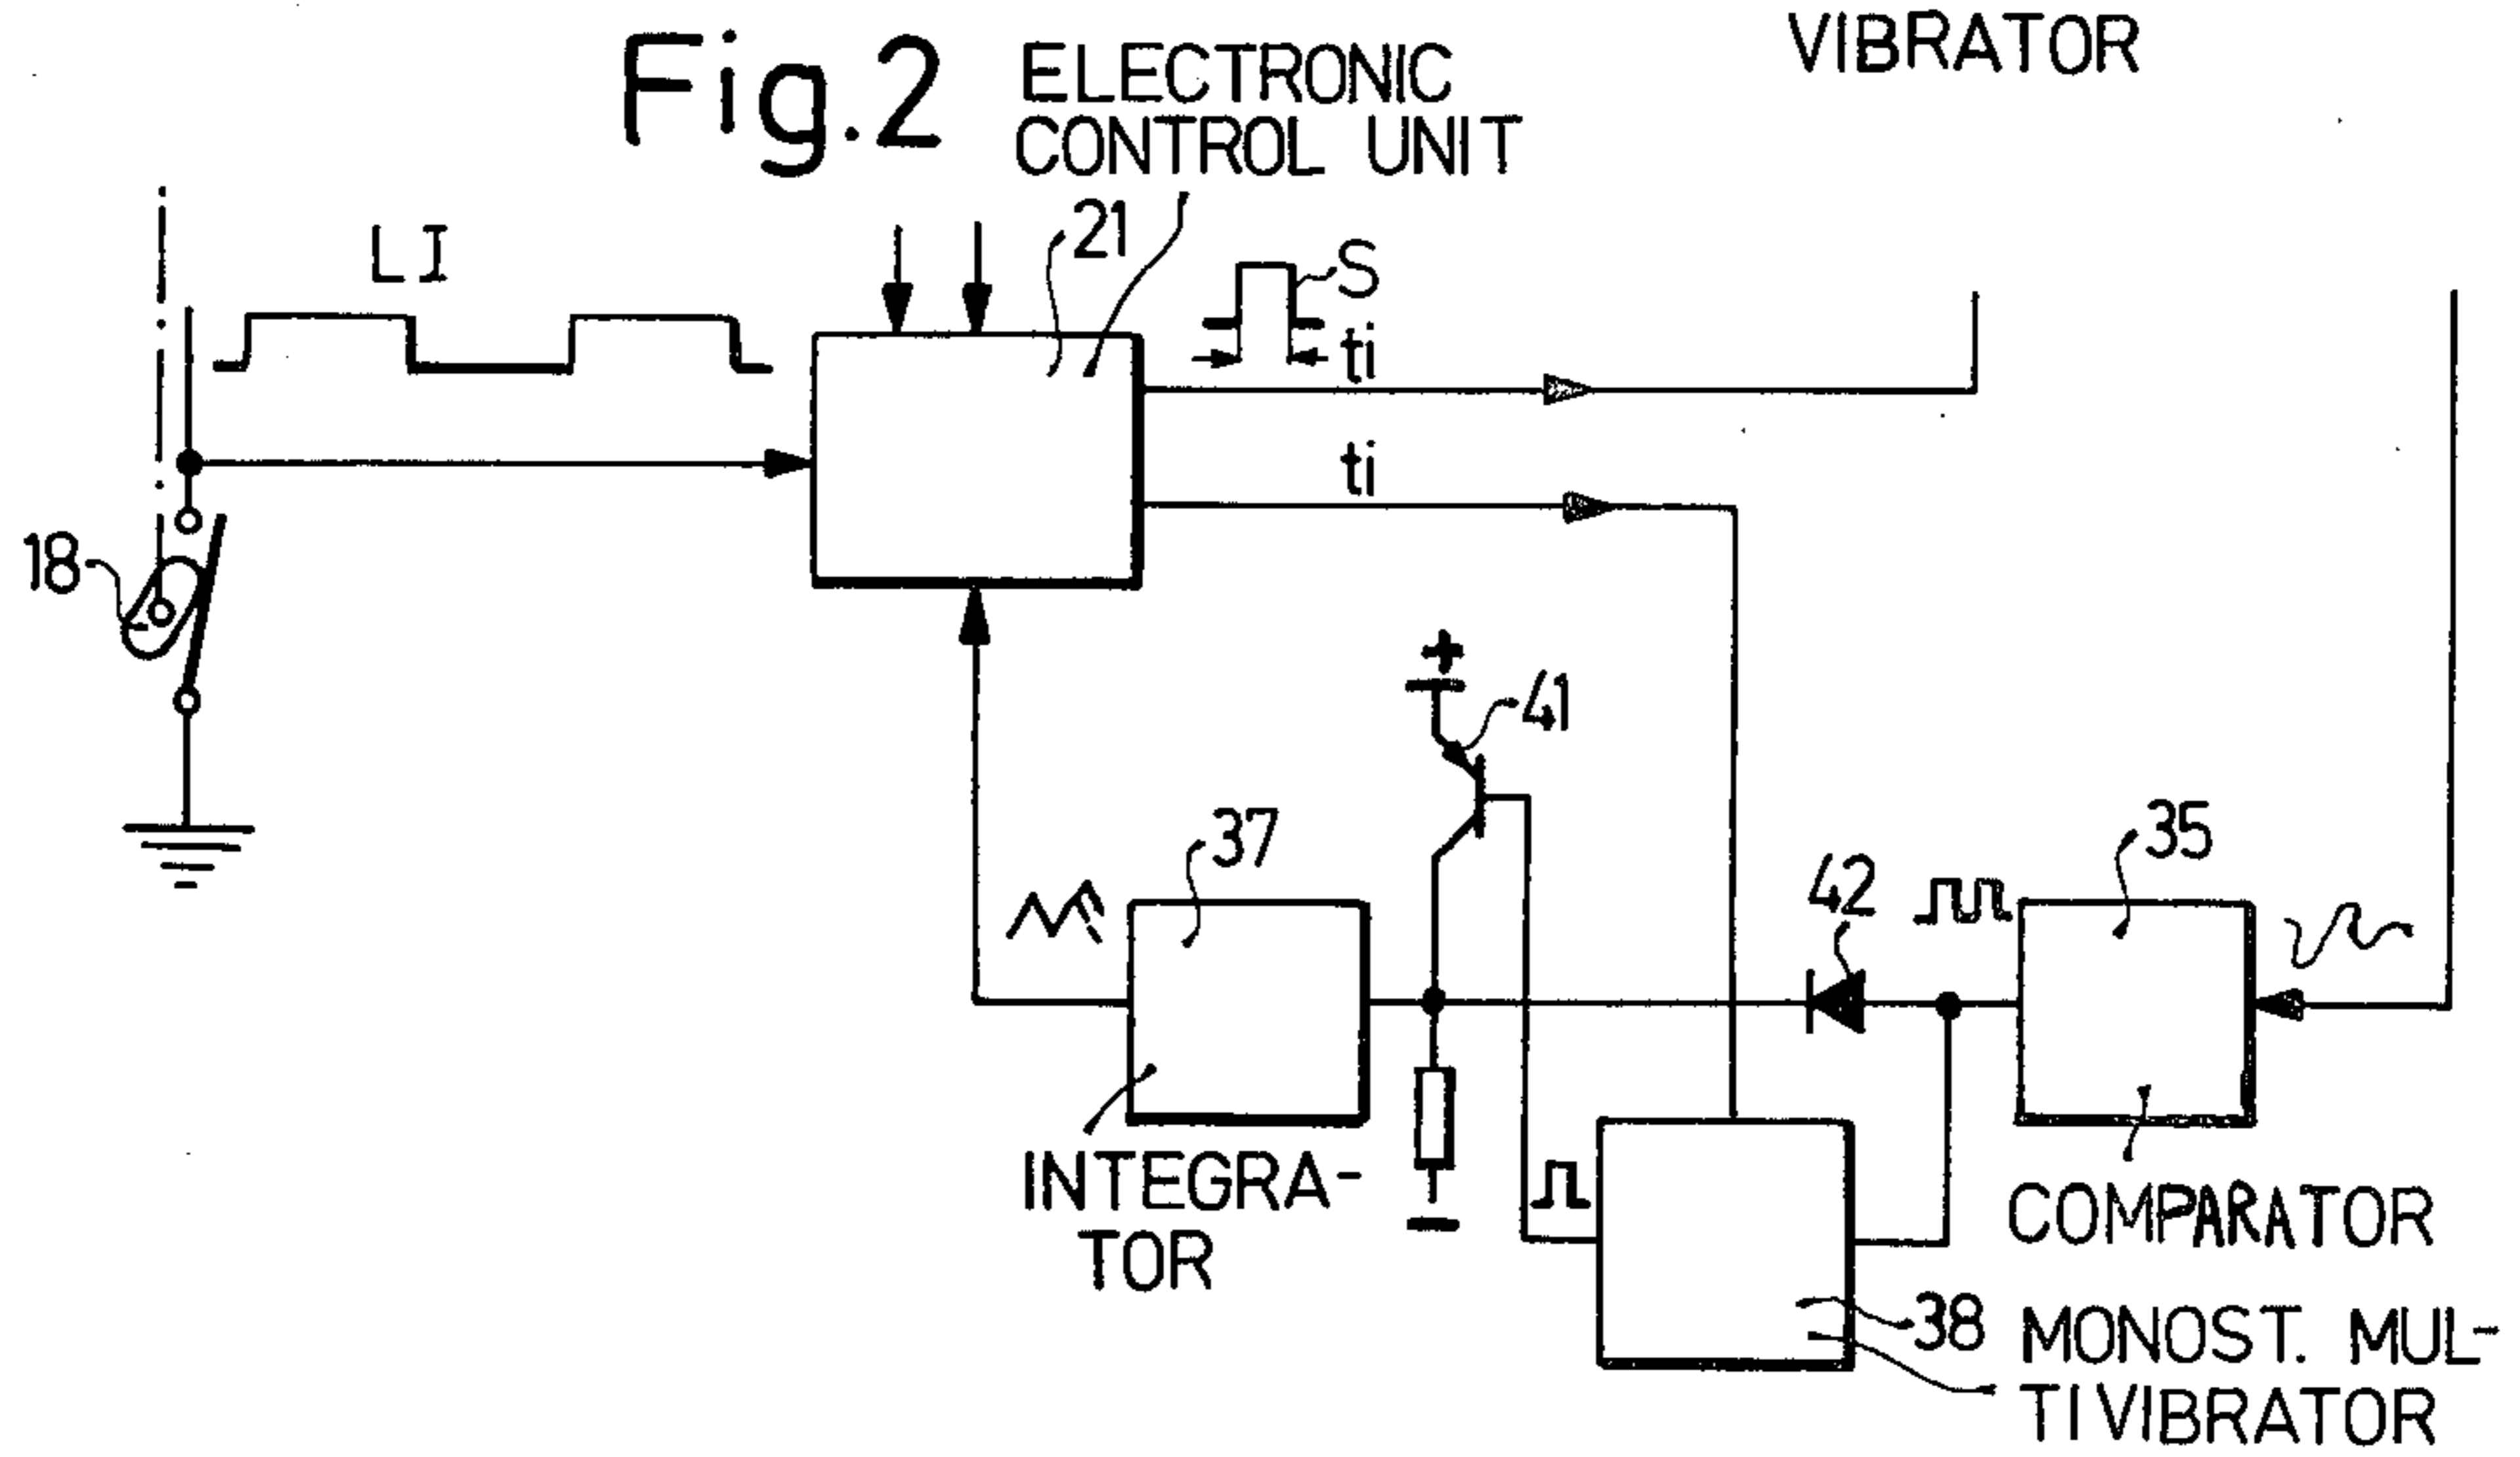 Fig.2
ELECTRONIC
CONTROL UNIT
VIBRATOR
LI
21
S
ti
ti
18
+
41
37
42
35
INTEGRA-
TOR
–
COMPARATOR
38
MONOST. MUL-
TIVIBRATOR